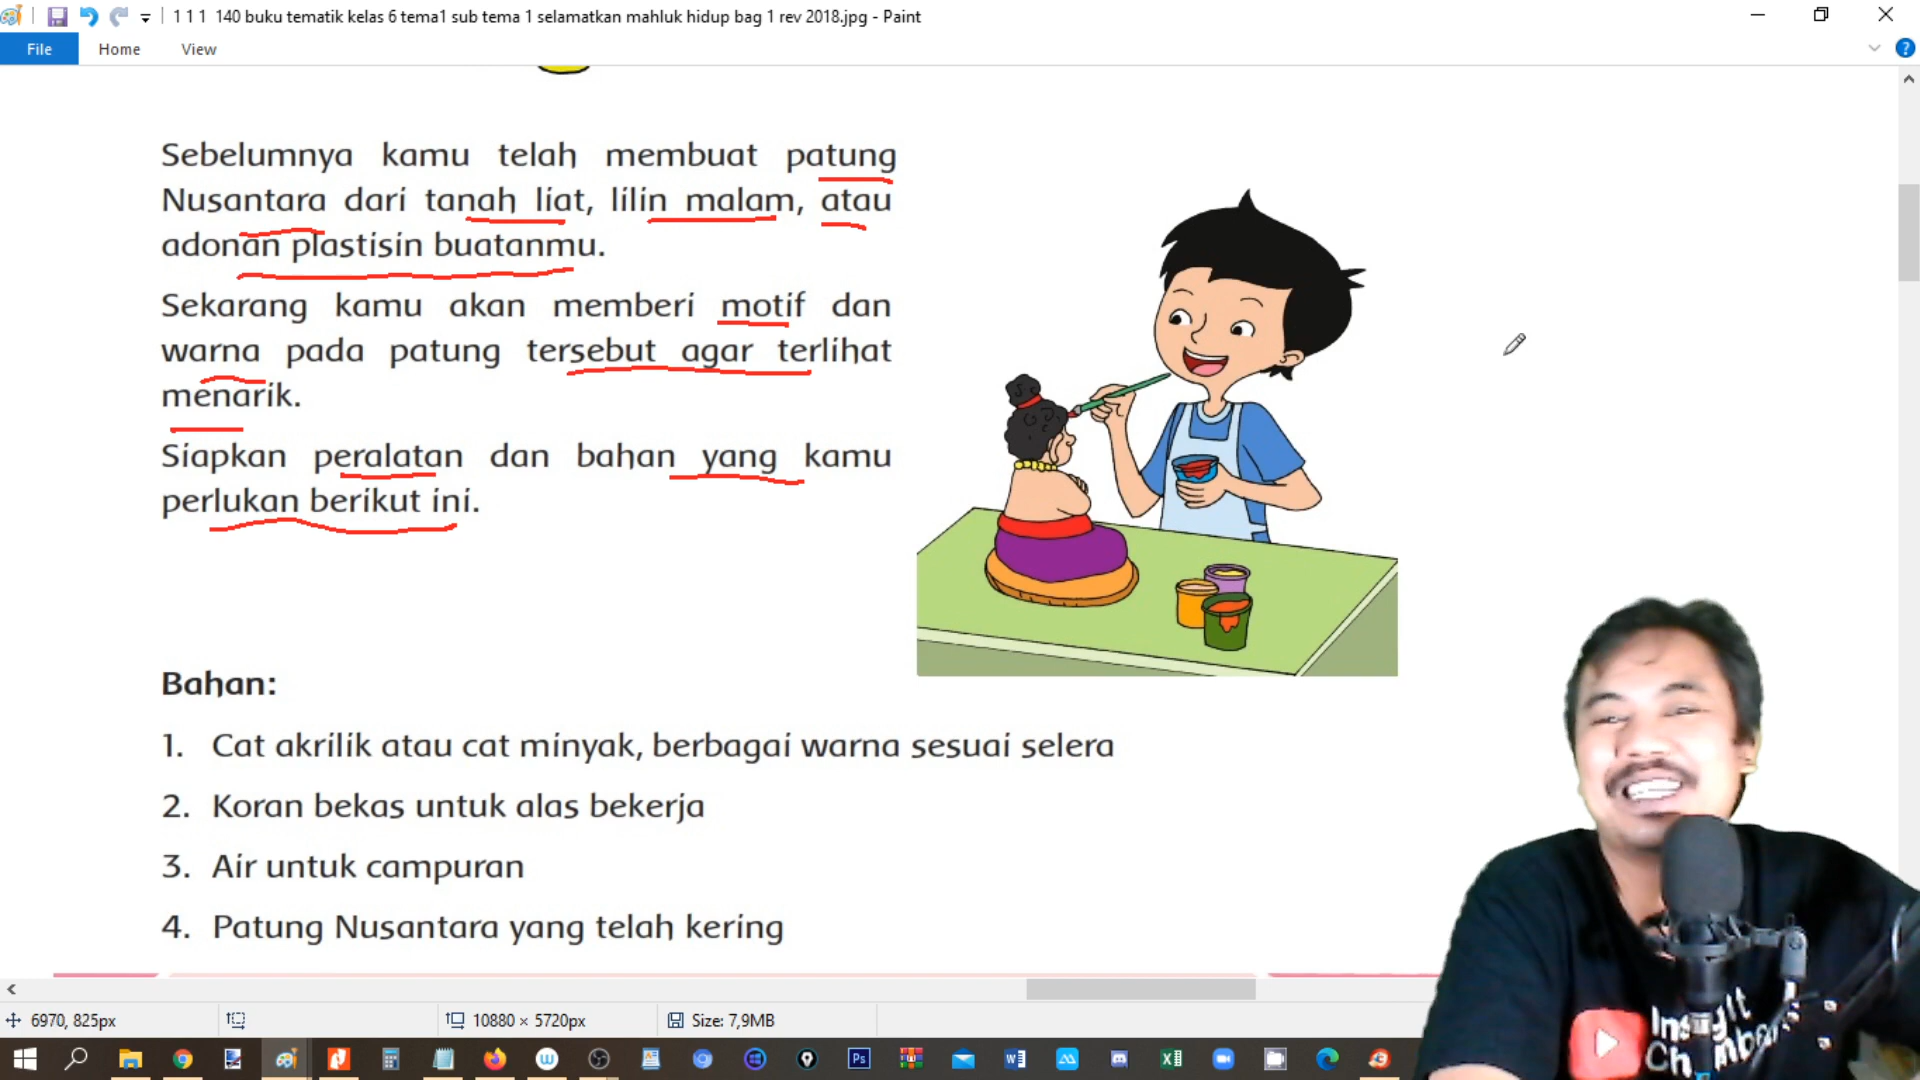 1 1 1 140 buku tematik kelas 6 tema1 sub tema 1 selamatkan mahluk hidup bag 1 rev 2018.jpg - Paint
File Home View
Sebelumnya kamu telah membuat patung
Nusantara dari tanah liat, lilin malam, atau
adonan plastisin buatanmu.
Sekarang kamu akan memberi motif dan
warna pada patung tersebut agar terlihat
menarik.
Siapkan peralatan dan bahan yang kamu
perlukan berikut ini.
Bahan:
1. Cat akrilik atau cat minyak, berbagai warna sesuai selera
2. Koran bekas untuk alas bekerja
3. Air untuk campuran
4. Patung Nusantara yang telah kering
6970, 825px
10880 × 5720px
Size: 7,9MB
Ps